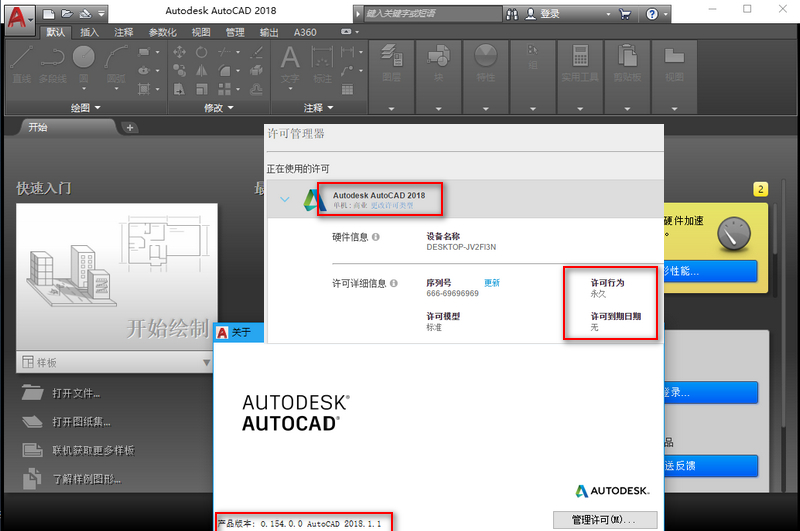 Autodesk AutoCAD 2018
键入关键字或短语
登录
默认 插入 注释 参数化 视图 管理 输出 A360
直线 多段线 圆 圆弧
文字 标注
图层 块 特性 组 实用工具 剪贴板 视图
绘图 修改 注释
开始
许可管理器
正在使用的许可
快速入门
Autodesk AutoCAD 2018
单机: 商业 更改许可类型
2
硬件加速
硬件信息
设备名称
DESKTOP-JV2FI3N
性能...
许可详细信息
序列号 更新
666-69696969
许可行为
永久
许可模型
标准
许可到期日期
无
开始绘制
关于
样板
打开文件...
打开图纸集...
联机获取更多样板
了解样例图形...
登录...
品
送反馈
AUTODESK®
AUTOCAD®
AUTODESK.
产品版本: O.154.0.0 AutoCAD 2018.1.1
管理许可(M)...